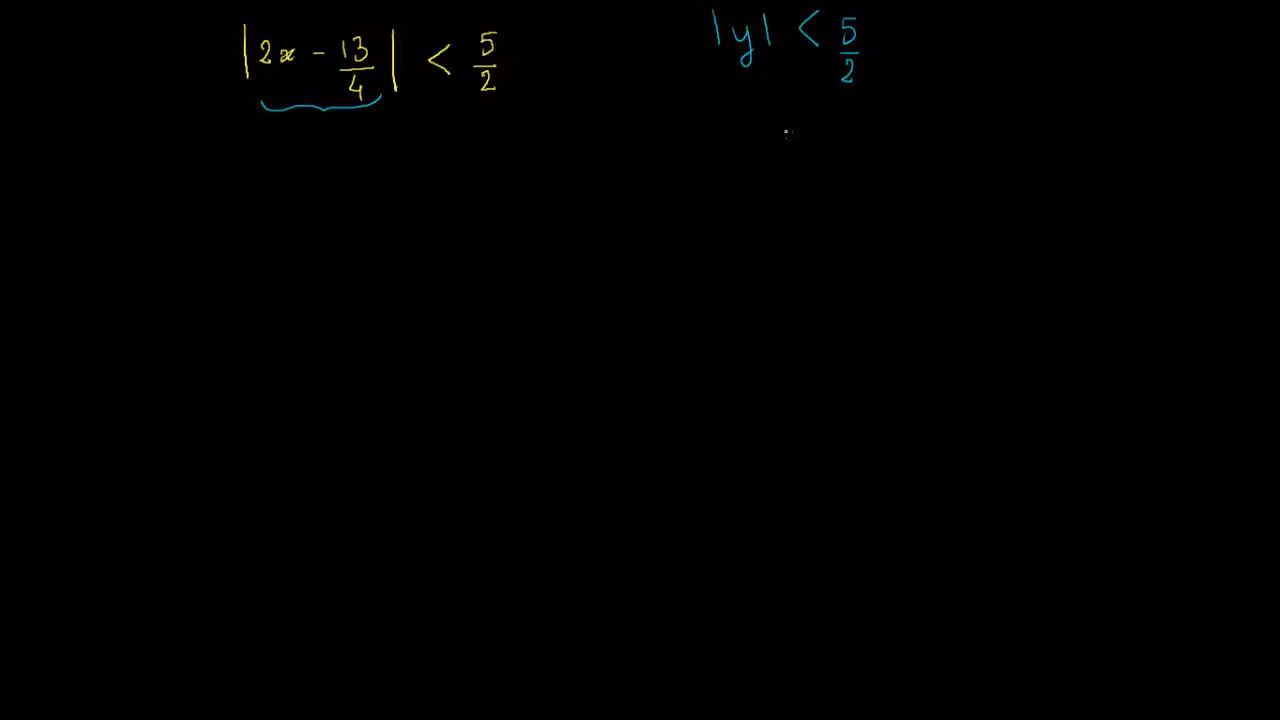 |2x - 13/4| < 5/2
|y| < 5/2